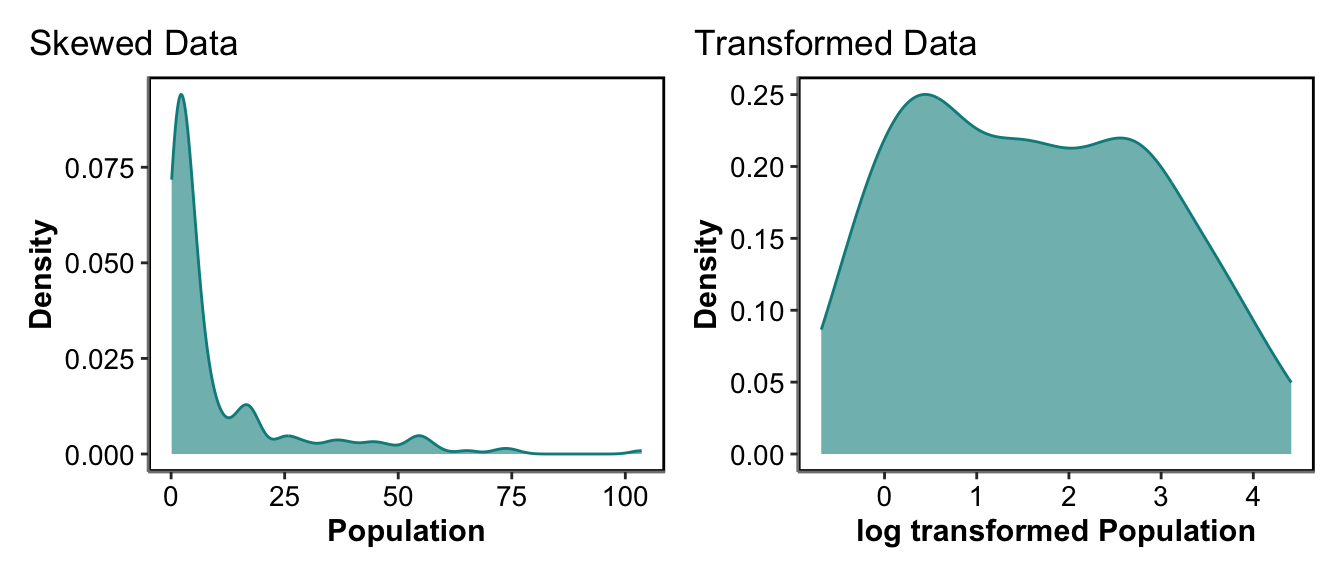 Skewed Data
Density
0.075
0.050
0.025
0.000
0 25 50 75 100
Population
Transformed Data
Density
0.25
0.20
0.15
0.10
0.05
0.00
0 1 2 3 4
log transformed Population